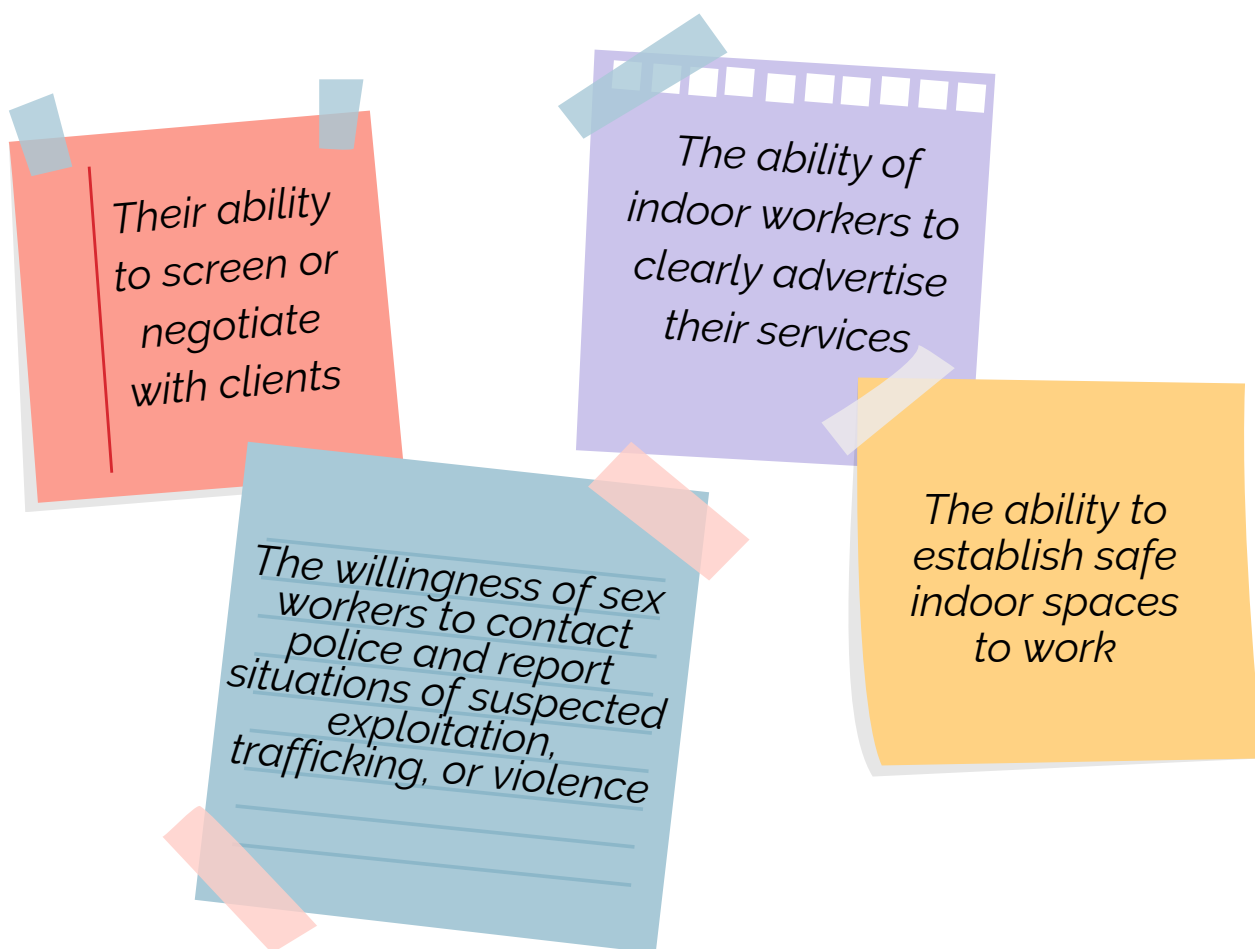 Their ability
to screen or
negotiate
with clients
The ability of
indoor workers to
clearly advertise
their services
The willingness of sex
workers to contact
police and report
situations of suspected
exploitation,
trafficking, or violence
The ability to
establish safe
indoor spaces
to work